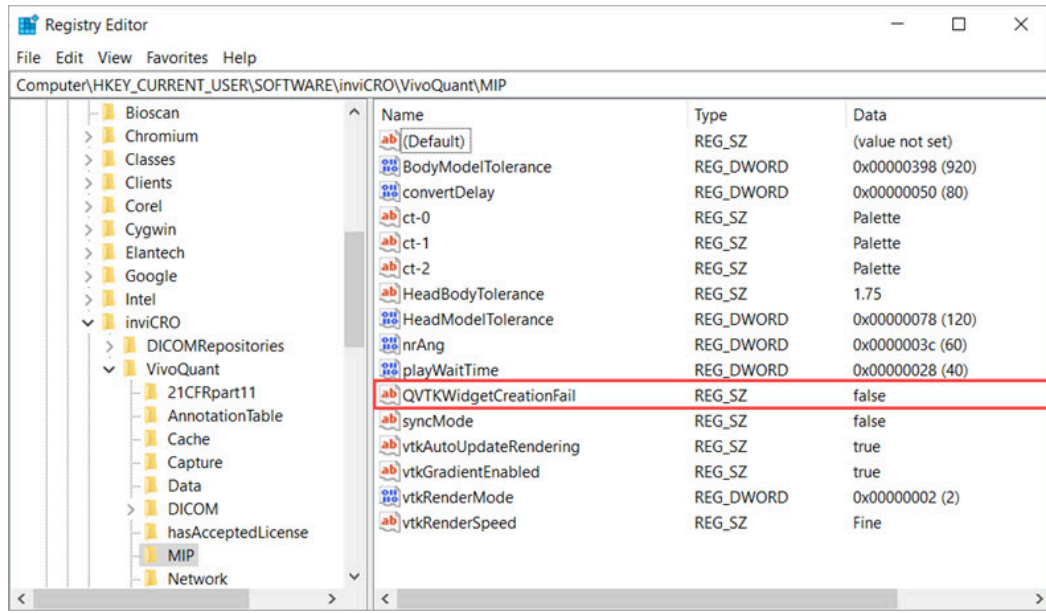 Registry Editor
File Edit View Favorites Help
Computer\HKEY_CURRENT_USER\SOFTWARE\inviCRO\VivoQuant\MIP
Bioscan
Chromium
Classes
Clients
Corel
Cygwin
Elantech
Google
Intel
inviCRO
DICOMRepositories
VivoQuant
21CFRpart11
AnnotationTable
Cache
Capture
Data
DICOM
hasAcceptedLicense
MIP
Network
Name Type Data
(Default) REG_SZ (value not set)
BodyModelTolerance REG_DWORD 0x00000398 (920)
convertDelay REG_DWORD 0x00000050 (80)
ct-0 REG_SZ Palette
ct-1 REG_SZ Palette
ct-2 REG_SZ Palette
HeadBodyTolerance REG_SZ 1.75
HeadModelTolerance REG_DWORD 0x00000078 (120)
nrAng REG_DWORD 0x0000003c (60)
playWaitTime REG_DWORD 0x00000028 (40)
QVTKWidgetCreationFail REG_SZ false
syncMode REG_SZ false
vtkAutoUpdateRendering REG_SZ true
vtkGradientEnabled REG_SZ true
vtkRenderMode REG_DWORD 0x00000002 (2)
vtkRenderSpeed REG_SZ Fine